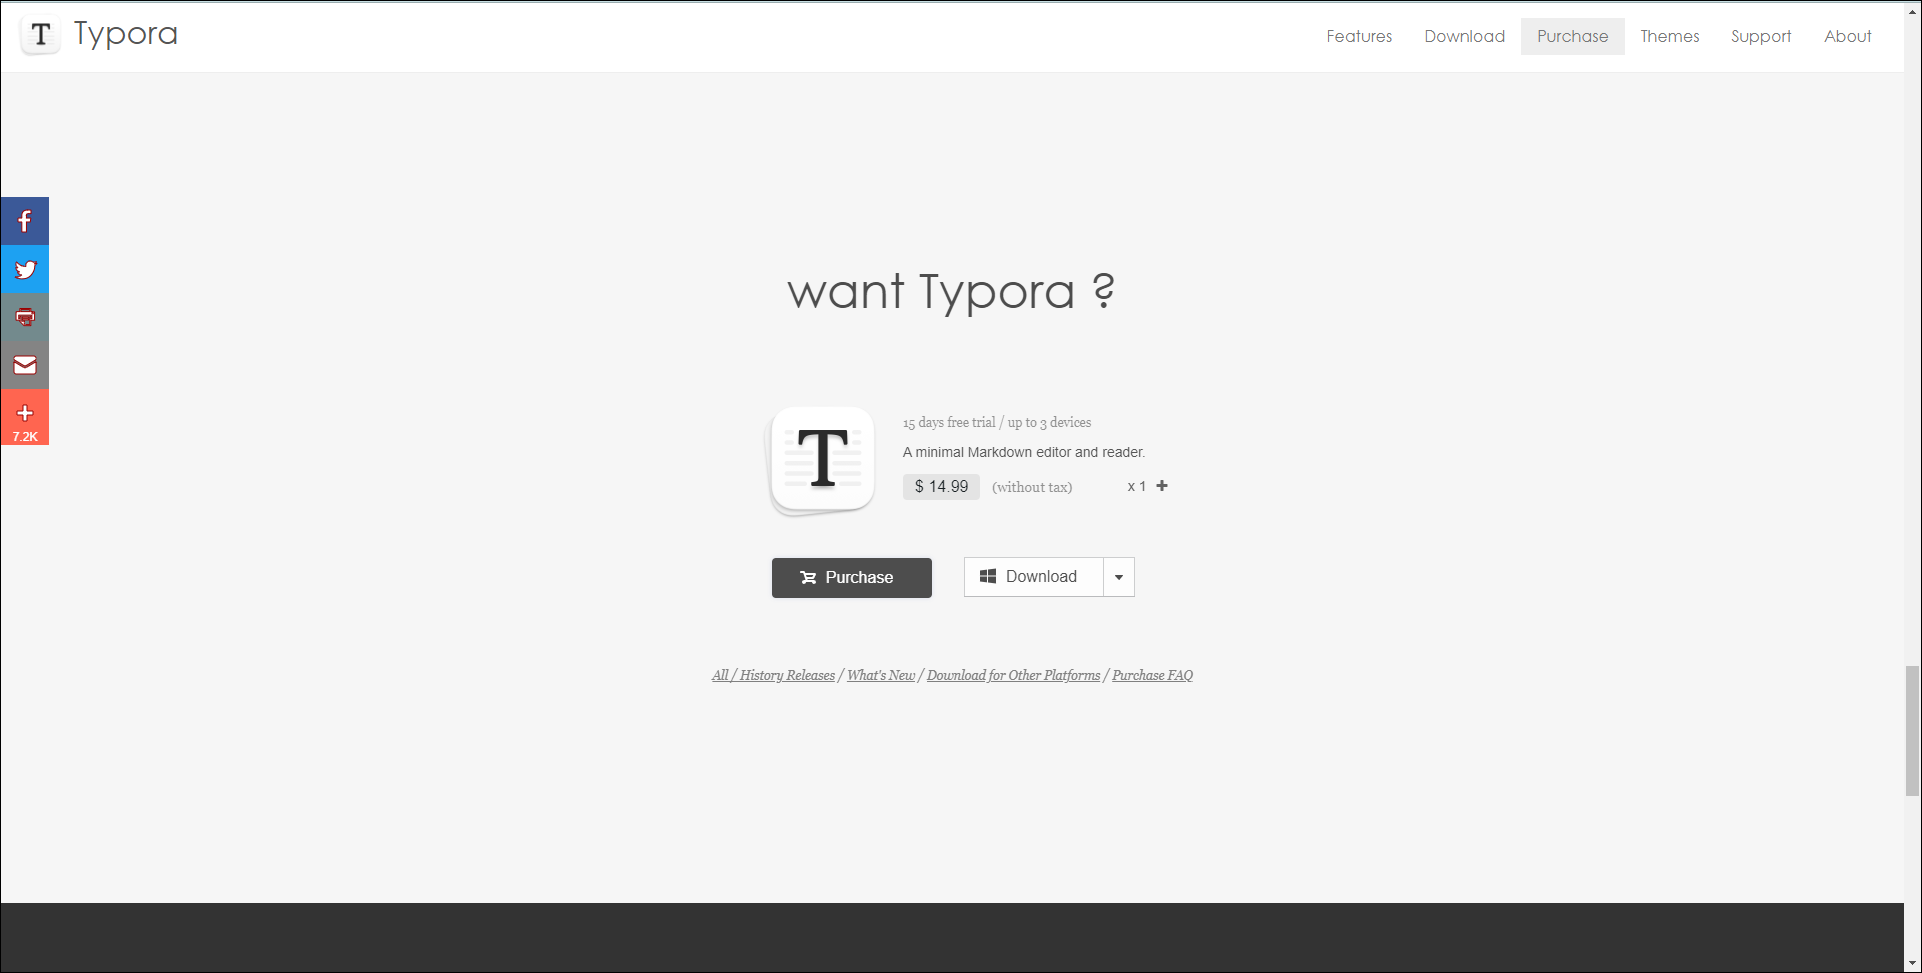 T Typora
Features Download Purchase Themes Support About
want Typora ?
T
15 days free trial / up to 3 devices
A minimal Markdown editor and reader.
$ 14.99 (without tax) x 1 +
Purchase Download
All / History Releases / What's New / Download for Other Platforms / Purchase FAQ
f
+
7.2K